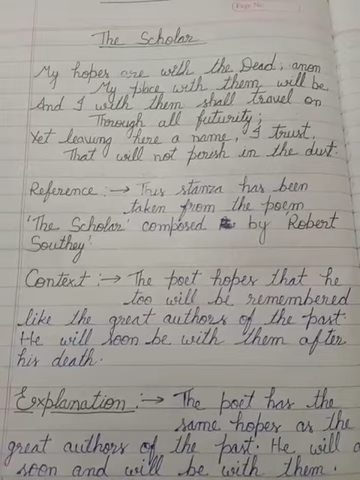 Page No.
The Scholar
My hopes are with the Dead; anon
My place with them will be
And I with them shall travel on
Through all futurity;
Yet leaving here a name, I trust,
That will not perish in the dust.
Reference :→ This stanza has been
taken from the poem
'The Scholar' composed by 'Robert
Southey'
Context :→ The poet hopes that he
too will be remembered
like the great authors of the past.
He will soon be with them after
his death.
Explanation :→ The poet has the
same hopes as the
great authors of the past. He will
soon and will be with them.